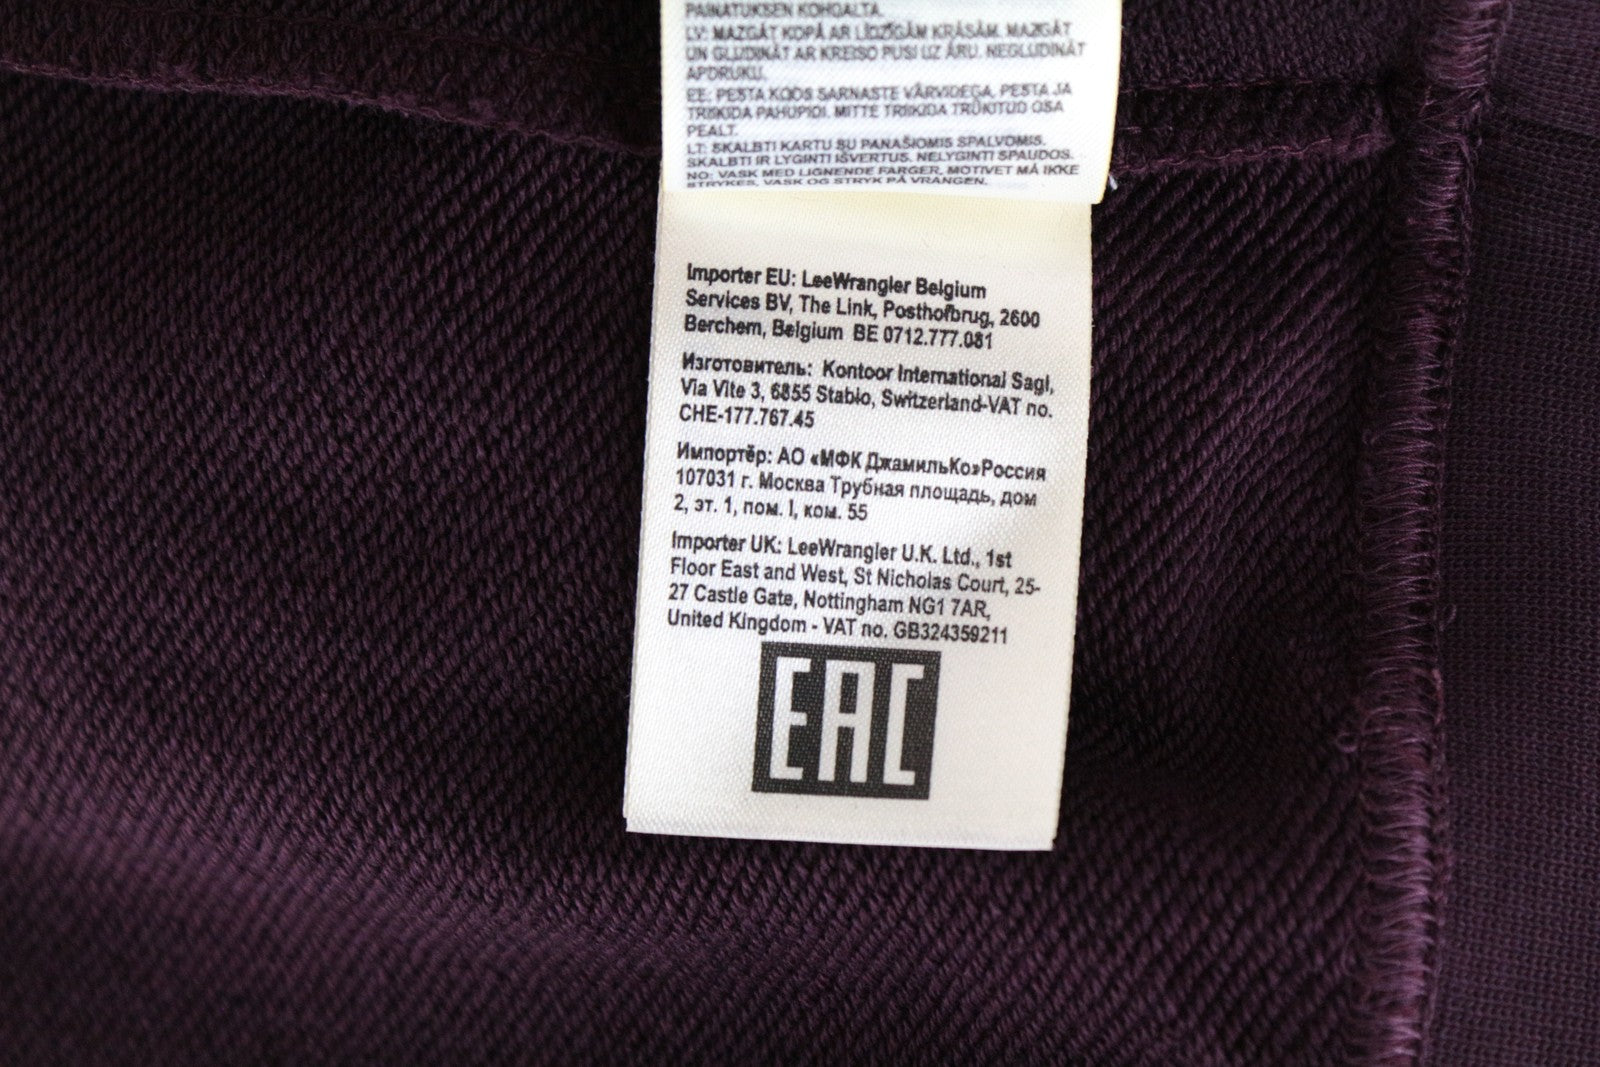 PAINATUKSEN KOHDALTA.
LV: MAZGĀT KOPĀ AR LĪDZĪGĀM KRĀSĀM. MAZGĀT
UN GLUDINĀT AR KREISO PUSI UZ ĀRU. NEGLUDINĀT
APDRUKU.
EE: PESTA KOOS SARNASTE VÄRVIDEGA, PESTA JA
TRIIKIDA PAHUPIDI. MITTE TRIIKIDA TRÜKITUD OSA
PEALT.
LT: SKALBTI KARTU SU PANAŠIOMIS SPALVOMIS.
SKALBTI IR LYGINTI IŠVERTUS. NELYGINTI SPAUDOS.
NO: VASK MED LIGNENDE FARGER, MOTIVET MÅ IKKE
STRYKES, VASK OG STRYK PÅ VRANGEN.
Importer EU: LeeWrangler Belgium
Services BV, The Link, Posthofbrug, 2600
Berchem, Belgium BE 0712.777.081
Изготовитель: Kontoor International Sagl,
Via Vite 3, 6855 Stabio, Switzerland-VAT no.
CHE-177.767.45
Импортёр: АО «МФК ДжамильКо»Россия
107031 г. Москва Трубная площадь, дом
2, эт. 1, пом. I, ком. 55
Importer UK: LeeWrangler U.K. Ltd., 1st
Floor East and West, St Nicholas Court, 25-
27 Castle Gate, Nottingham NG1 7AR,
United Kingdom - VAT no. GB324359211
EAC